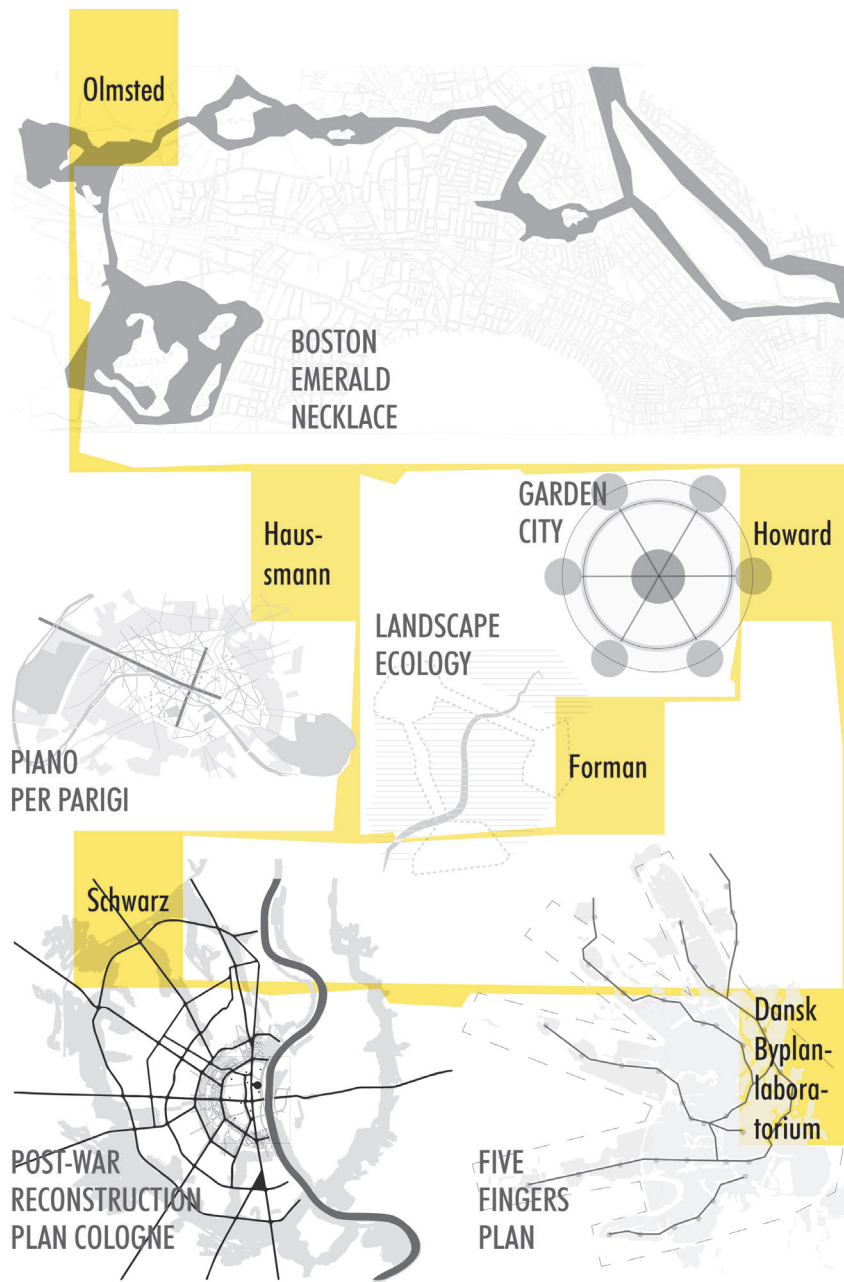 Olmsted
BOSTON
EMERALD
NECKLACE
GARDEN
CITY
Haus-
smann
Howard
LANDSCAPE
ECOLOGY
PIANO
PER PARIGI
Forman
Schwarz
Dansk
Byplan-
labora-
torium
POST-WAR
RECONSTRUCTION
PLAN COLOGNE
FIVE
FINGERS
PLAN